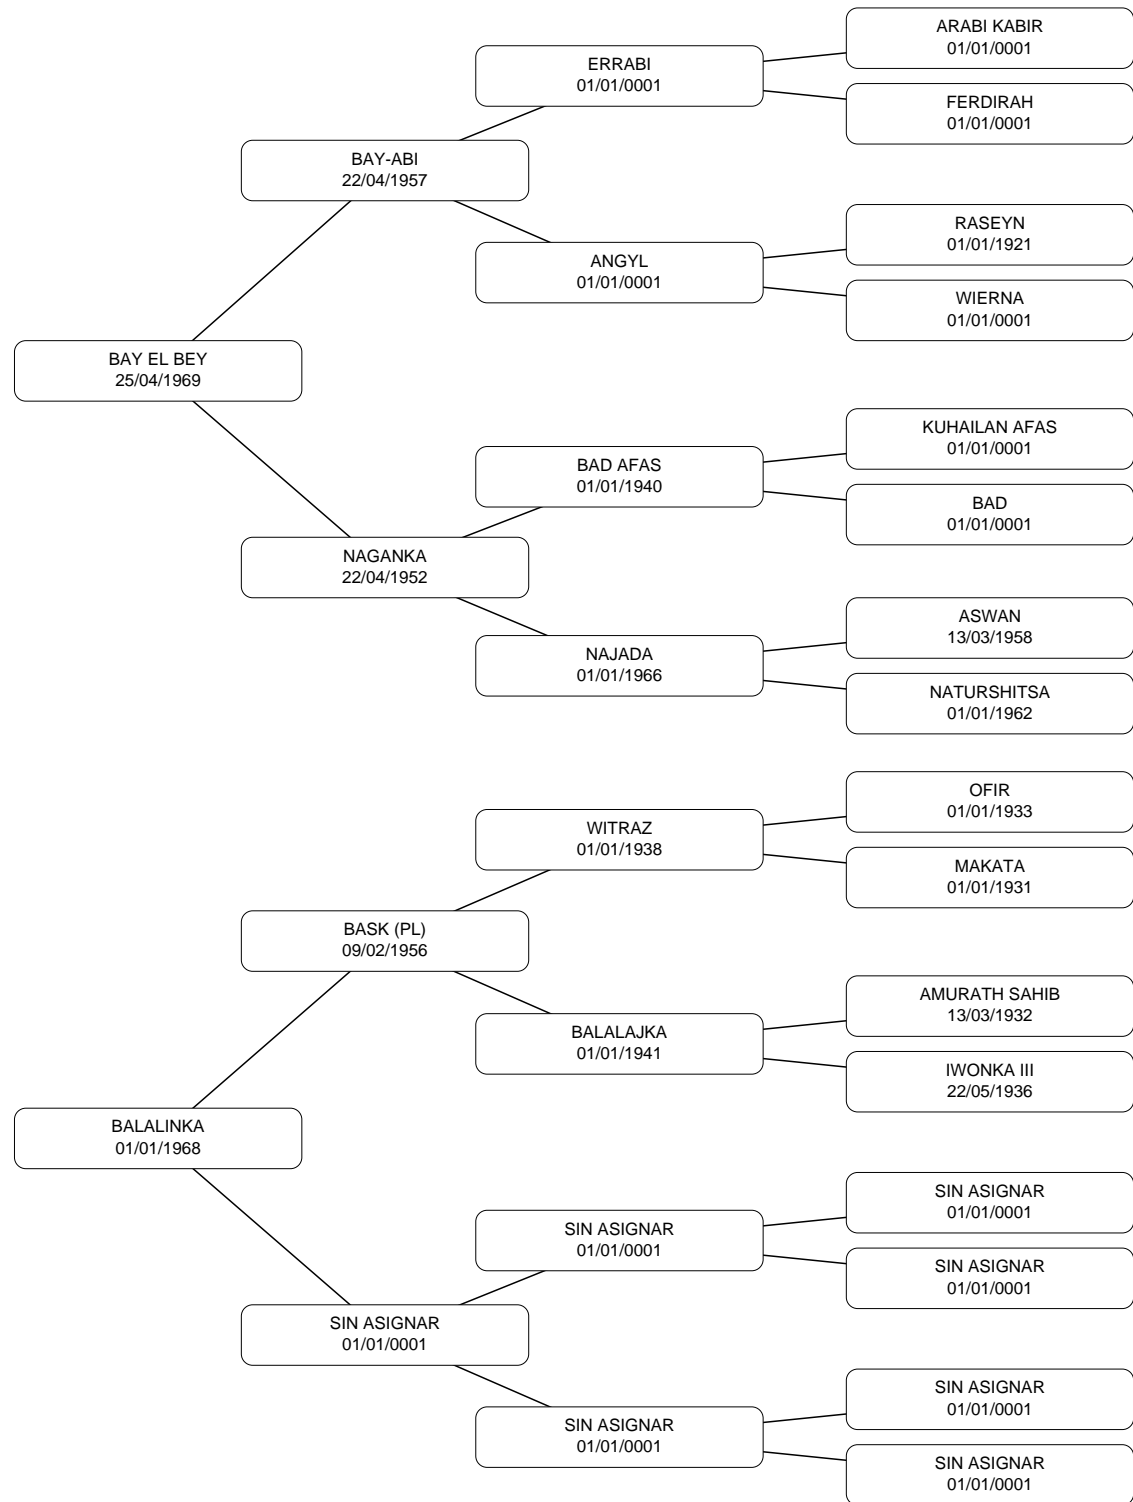 ARABI KABIR
01/01/0001
ERRABI
01/01/0001
FERDIRAH
01/01/0001
BAY-ABI
22/04/1957
RASEYN
01/01/1921
ANGYL
01/01/0001
WIERNA
01/01/0001
BAY EL BEY
25/04/1969
KUHAILAN AFAS
01/01/0001
BAD AFAS
01/01/1940
BAD
01/01/0001
NAGANKA
22/04/1952
ASWAN
13/03/1958
NAJADA
01/01/1966
NATURSHITSA
01/01/1962
OFIR
01/01/1933
WITRAZ
01/01/1938
MAKATA
01/01/1931
BASK (PL)
09/02/1956
AMURATH SAHIB
13/03/1932
BALALAJKA
01/01/1941
IWONKA III
22/05/1936
BALALINKA
01/01/1968
SIN ASIGNAR
01/01/0001
SIN ASIGNAR
01/01/0001
SIN ASIGNAR
01/01/0001
SIN ASIGNAR
01/01/0001
SIN ASIGNAR
01/01/0001
SIN ASIGNAR
01/01/0001
SIN ASIGNAR
01/01/0001